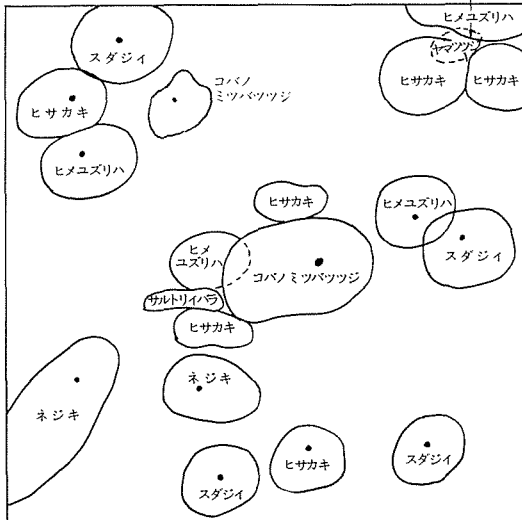 ヒメユズリハ
スダジイ
ヤマツツジ
ヒサカキ
ヒサカキ
コバノ
ミツバツツジ
ヒサカキ
ヒメユズリハ
ヒサカキ
ヒメユズリハ
スダジイ
ヒメ
ユズリハ
コバノミツバツツジ
サルトリイバラ
ヒサカキ
ネジキ
ネジキ
ヒサカキ
スダジイ
スダジイ